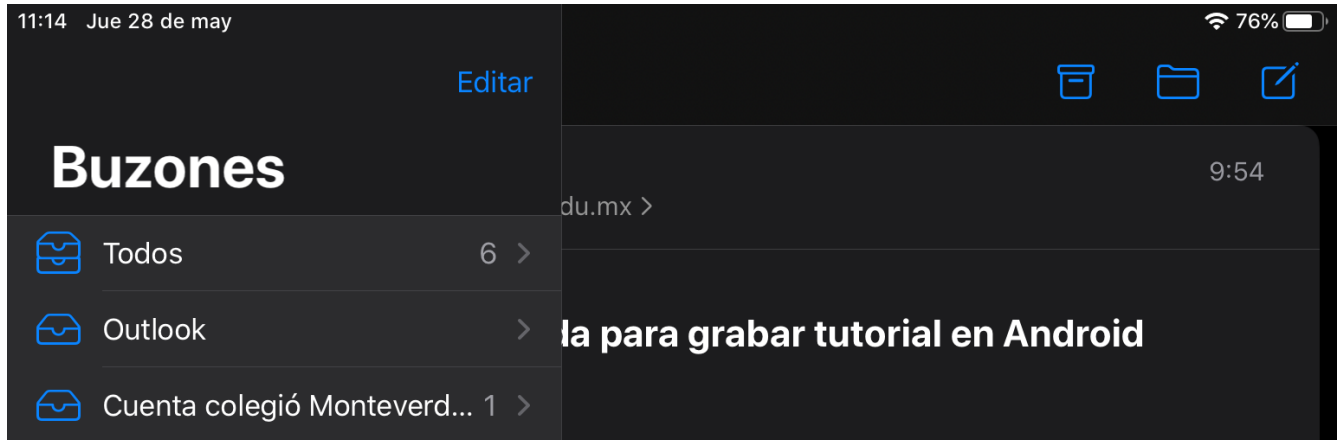 11:14 Jue 28 de may
76%
Editar
Buzones
Todos 6
Outlook
Cuenta colegió Monteverd... 1
9:54
du.mx
para grabar tutorial en Android